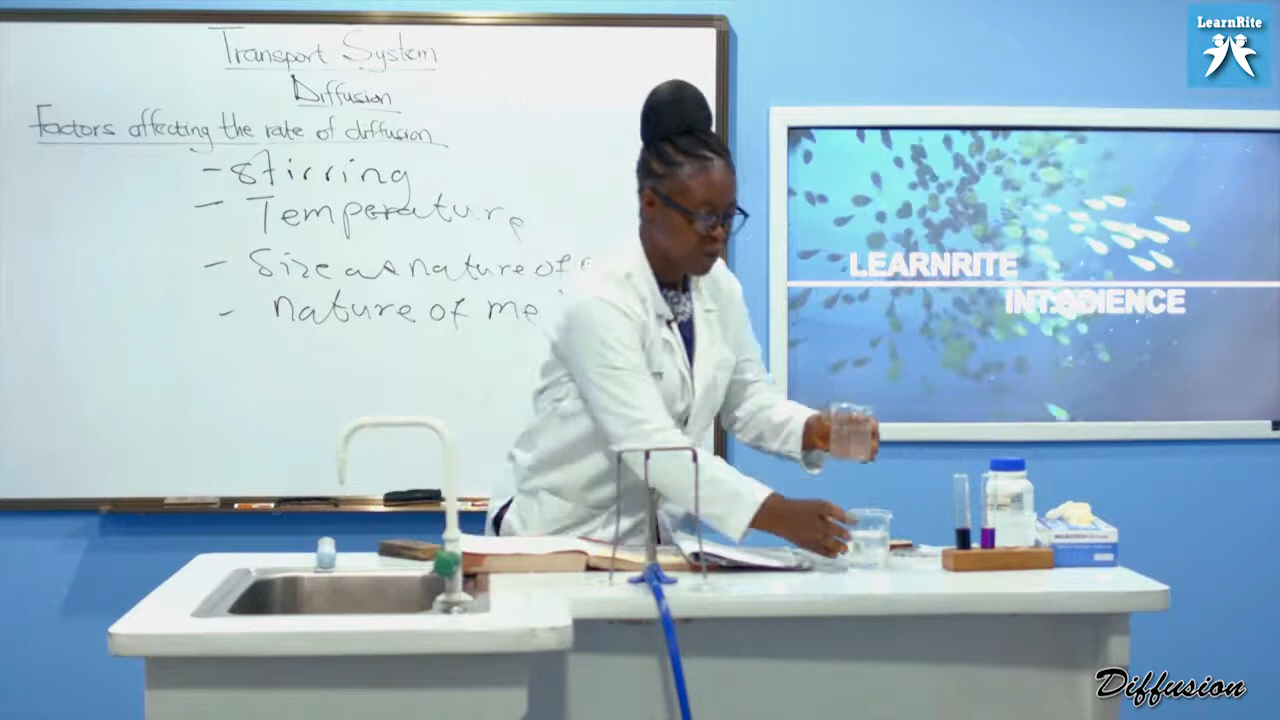 Transport System
Diffusion
Factors affecting the rate of diffusion
- Stirring
- Temperature
- Size as nature of
- nature of me
LearnRite
LEARNRITE
INT.SCIENCE
Diffusion